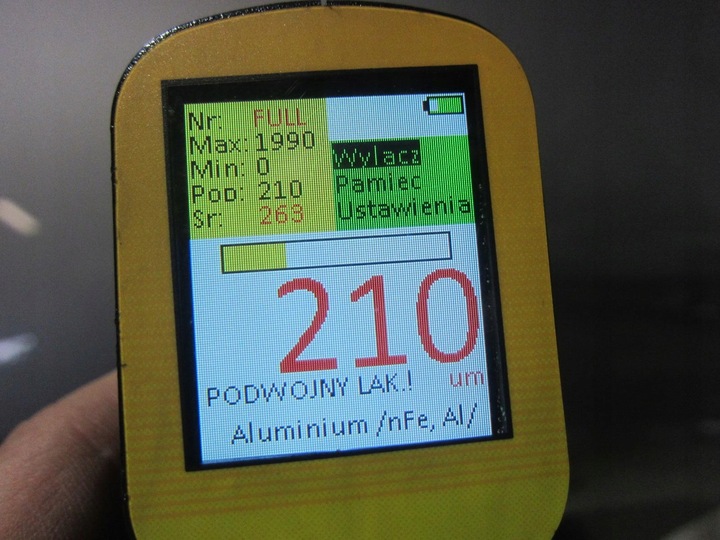 Nr: FULL
Max: 1990
Min: 0
Pop: 210
Sr: 263
Wylacz
Pamiec
Ustawienia
210
um
PODWOJNY LAK.!
Aluminium /nFe, Al/